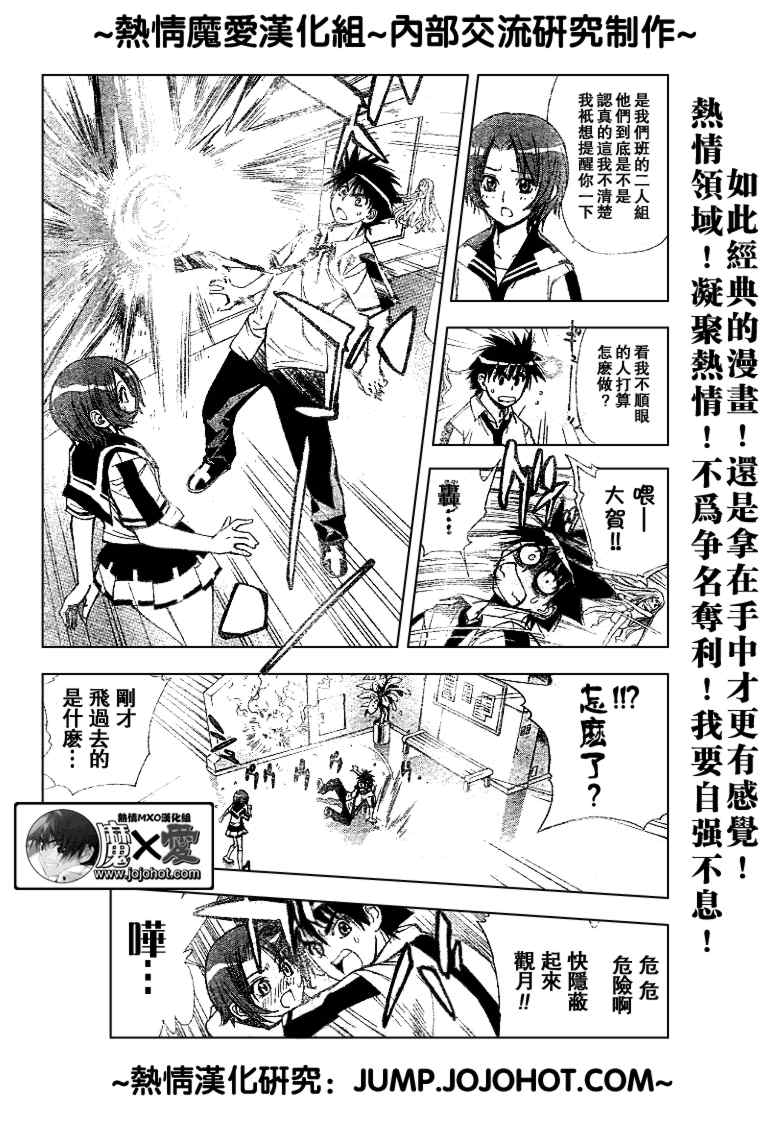 ~熱情魔愛漢化組~內部交流研究制作~
如此經典的漫畫！還是拿在手中才更有感覺！
熱情領域！凝聚熱情！不爲争名奪利！我要自强不息！
是我們班的二人組
他們到底是不是
認真的這我不清楚
我衹想提醒你一下
看我不順眼
的人打算
怎麽做？
喂—
大賀!!
轟…
!!?
怎麽了？
剛才
飛過去的
是什麽…
熱情MXO漢化組
魔×愛
www.jojohot.com
危危
危險啊
快隱蔽
起來
觀月!!
嘩…
~熱情漢化研究：JUMP.JOJOHOT.COM~